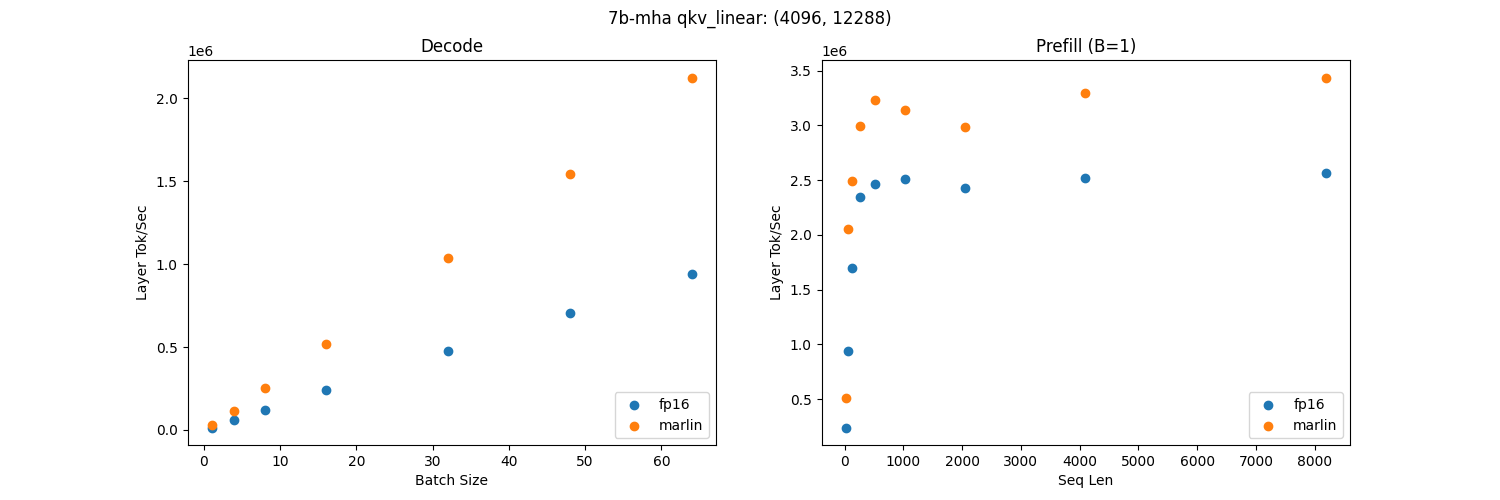 7b-mha qkv_linear: (4096, 12288)
Decode
1e6
2.0
1.5
1.0
0.5
0.0
Layer Tok/Sec
0 10 20 30 40 50 60
Batch Size
fp16
marlin
Prefill (B=1)
1e6
3.5
3.0
2.5
2.0
1.5
1.0
0.5
Layer Tok/Sec
0 1000 2000 3000 4000 5000 6000 7000 8000
Seq Len
fp16
marlin